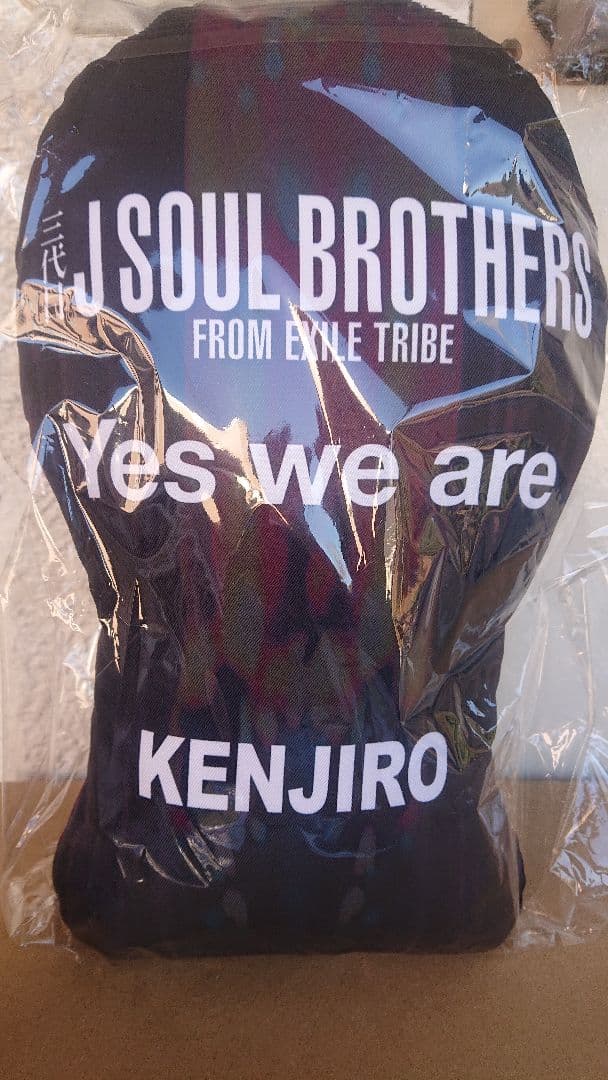 三代目 J SOUL BROTHERS
FROM EXILE TRIBE
Yes we are
KENJIRO